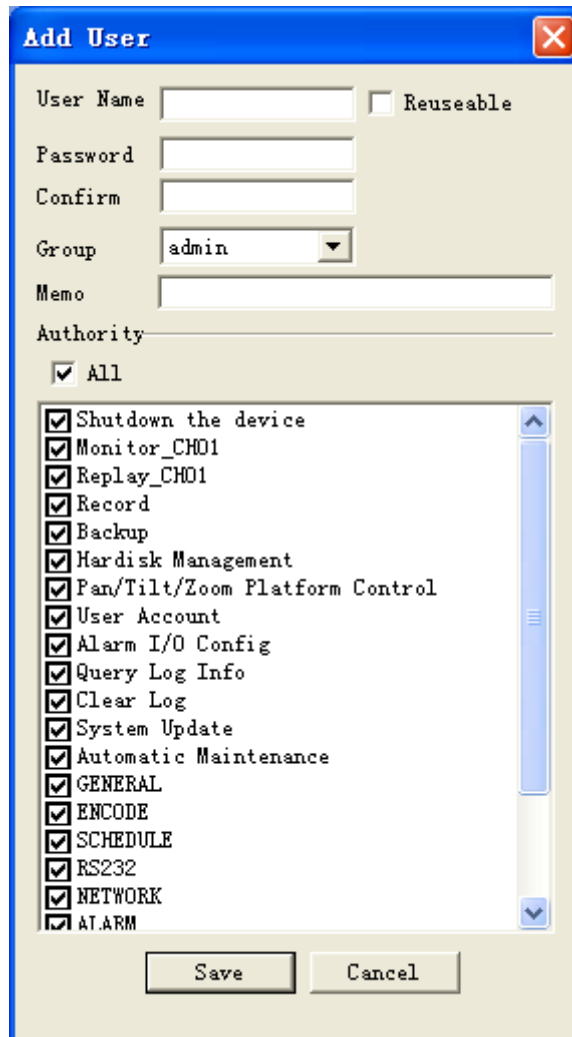 Add User
User Name Reuseable
Password
Confirm
Group admin
Memo
Authority
All
Shutdown the device
Monitor_CH01
Replay_CH01
Record
Backup
Hardisk Management
Pan/Tilt/Zoom Platform Control
User Account
Alarm I/O Config
Query Log Info
Clear Log
System Update
Automatic Maintenance
GENERAL
ENCODE
SCHEDULE
RS232
NETWORK
ALARM
Save Cancel